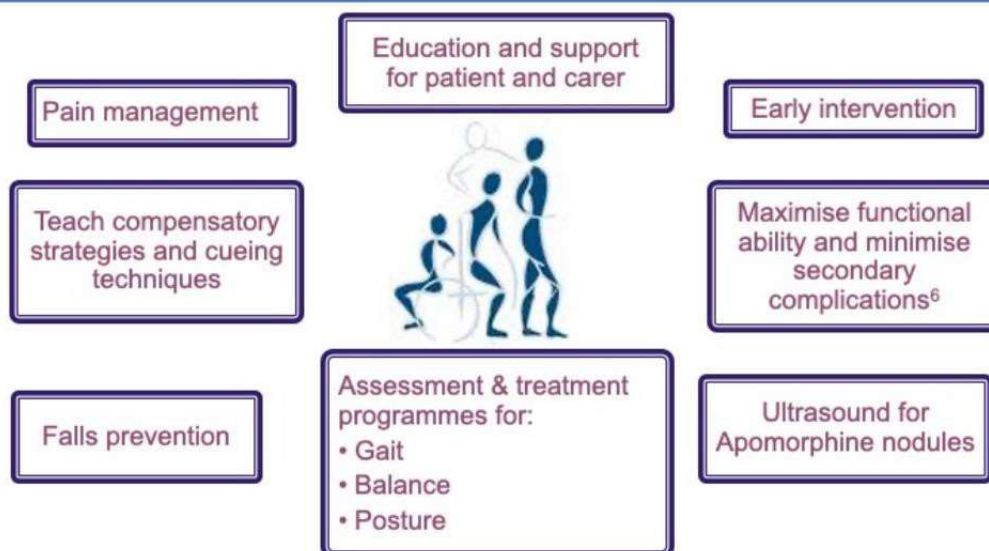 Education and support
for patient and carer
Pain management
Early intervention
Teach compensatory
strategies and cueing
techniques
Maximise functional
ability and minimise
secondary
complications⁶
Falls prevention
Assessment & treatment
programmes for:
• Gait
• Balance
• Posture
Ultrasound for
Apomorphine nodules